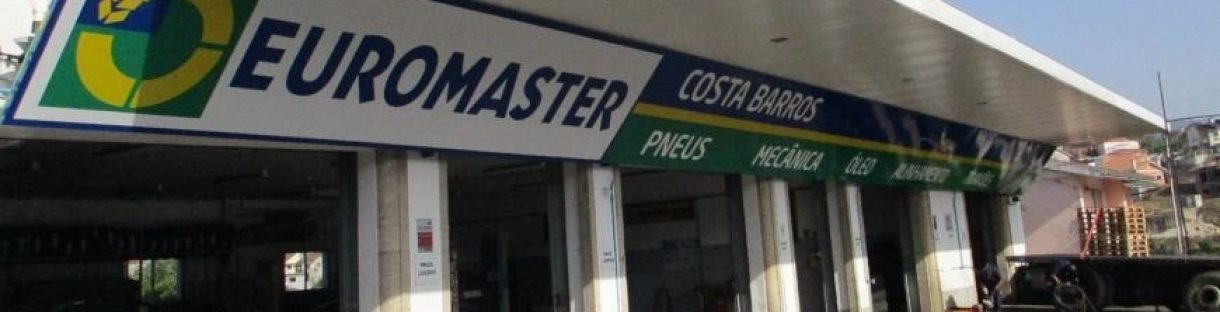 EUROMASTER
COSTA BARROS
PNEUS MECÂNICA ÓLEO ALINHAMENTO